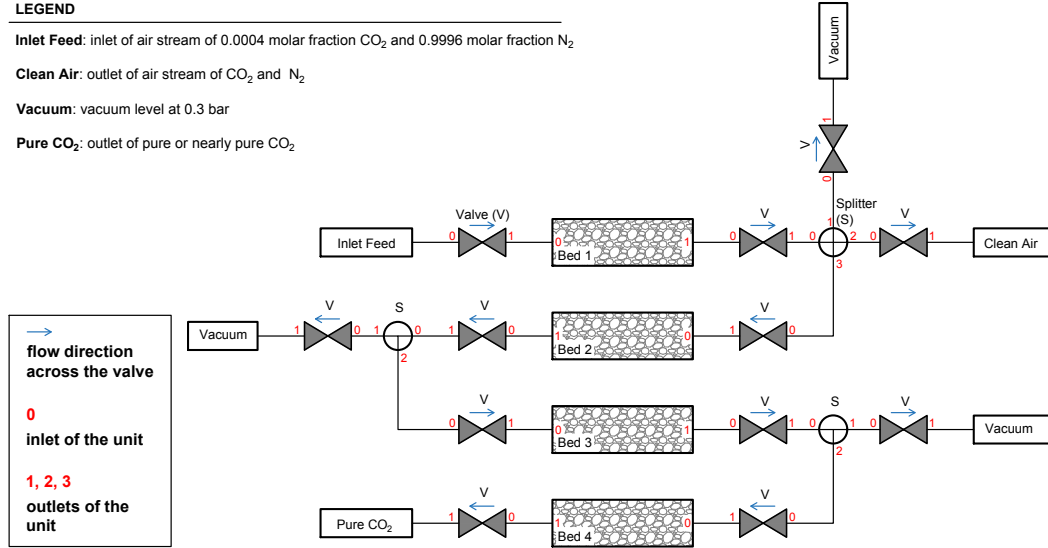 LEGEND
Inlet Feed: inlet of air stream of 0.0004 molar fraction CO₂ and 0.9996 molar fraction N₂
Clean Air: outlet of air stream of CO₂ and N₂
Vacuum: vacuum level at 0.3 bar
Pure CO₂: outlet of pure or nearly pure CO₂
Vacuum
1
V
0
Valve (V)
V
Splitter
(S)
V
Inlet Feed
0
1
0
1
0
1
0
1
2
0
1
Clean Air
Bed 1
3
V
S
V
V
Vacuum
1
0
1
0
1
0
1
0
1
0
2
Bed 2
V
V
S
V
0
1
0
1
0
1
0
1
0
1
Vacuum
Bed 3
2
V
V
Pure CO₂
1
0
1
0
1
0
Bed 4
flow direction
across the valve
0
inlet of the unit
1, 2, 3
outlets of the
unit